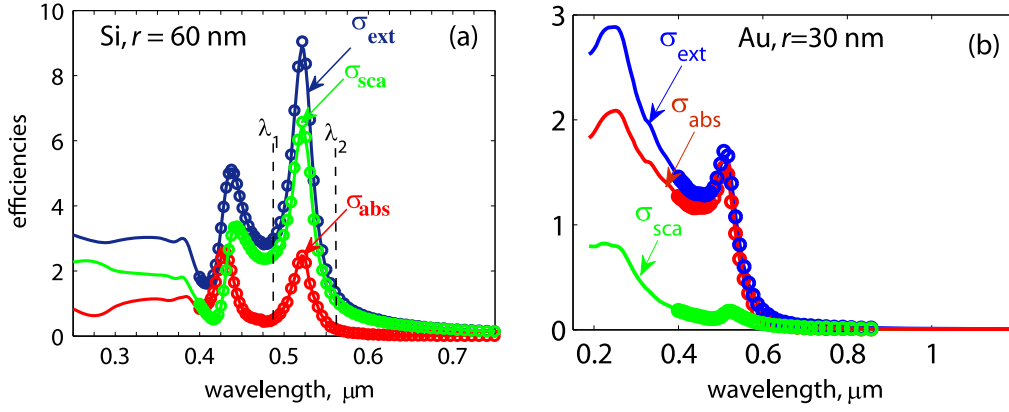 Si, r = 60 nm
(a)
σext
σsca
λ1
λ2
σabs
efficiencies
10
8
6
4
2
0
0.3 0.4 0.5 0.6 0.7
wavelength, μm
Au, r=30 nm
(b)
σext
σabs
σsca
3
2
1
0
0.2 0.4 0.6 0.8 1
wavelength, μm